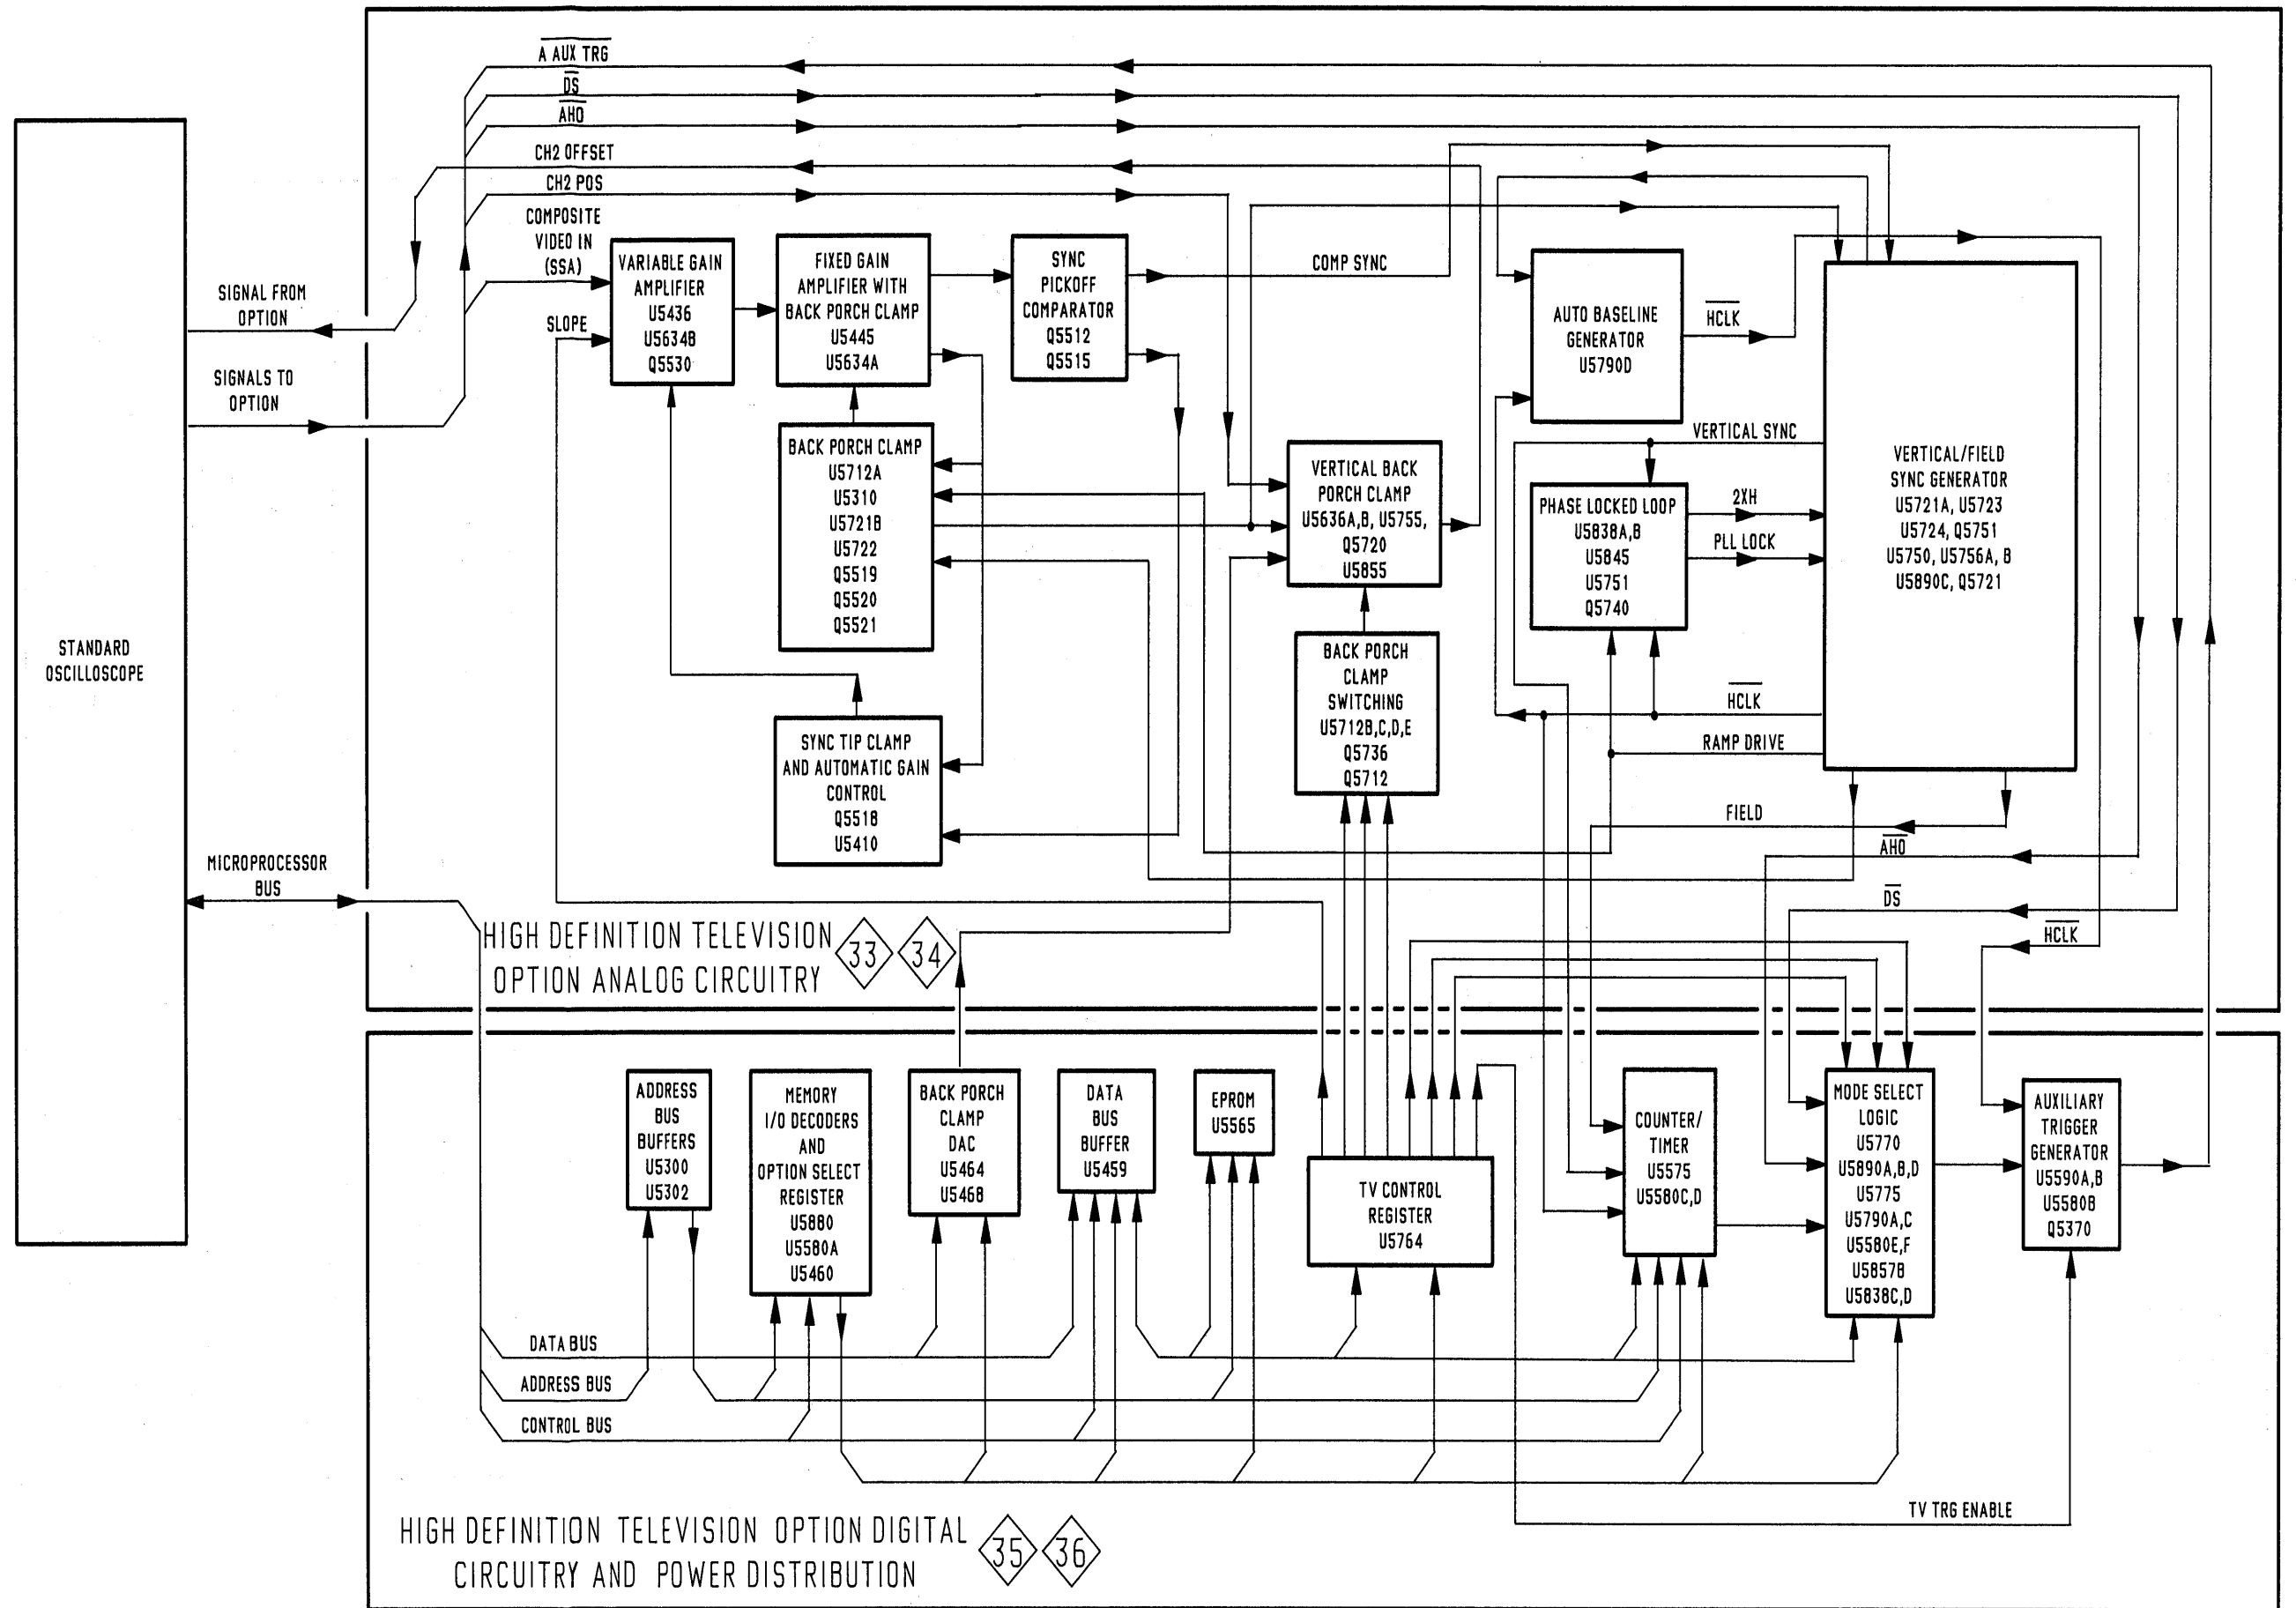 A AUX TRG
DS
AHO
CH2 OFFSET
CH2 POS
COMPOSITE
VIDEO IN
(SSA)
SLOPE
SIGNAL FROM
OPTION
SIGNALS TO
OPTION
STANDARD
OSCILLOSCOPE
MICROPROCESSOR
BUS
VARIABLE GAIN
AMPLIFIER
U5436
U5634B
Q5530
FIXED GAIN
AMPLIFIER WITH
BACK PORCH CLAMP
U5445
U5634A
SYNC
PICKOFF
COMPARATOR
Q5512
Q5515
COMP SYNC
BACK PORCH CLAMP
U5712A
U5310
U5721B
U5722
Q5519
Q5520
Q5521
SYNC TIP CLAMP
AND AUTOMATIC GAIN
CONTROL
Q5518
U5410
VERTICAL BACK
PORCH CLAMP
U5636A,B, U5755,
Q5720
U5855
BACK PORCH
CLAMP
SWITCHING
U5712B,C,D,E
Q5736
Q5712
AUTO BASELINE
GENERATOR
U5790D
HCLK
VERTICAL SYNC
PHASE LOCKED LOOP
U5838A,B
U5845
U5751
Q5740
2XH
PLL LOCK
HCLK
RAMP DRIVE
VERTICAL/FIELD
SYNC GENERATOR
U5721A, U5723
U5724, Q5751
U5750, U5756A, B
U5890C, Q5721
FIELD
AHO
DS
HCLK
HIGH DEFINITION TELEVISION 33 34
OPTION ANALOG CIRCUITRY
ADDRESS
BUS
BUFFERS
U5300
U5302
MEMORY
I/O DECODERS
AND
OPTION SELECT
REGISTER
U5880
U5580A
U5460
BACK PORCH
CLAMP
DAC
U5464
U5468
DATA
BUS
BUFFER
U5459
EPROM
U5565
TV CONTROL
REGISTER
U5764
COUNTER/
TIMER
U5575
U5580C,D
MODE SELECT
LOGIC
U5770
U5890A,B,D
U5775
U5790A,C
U5580E,F
U5857B
U5838C,D
AUXILIARY
TRIGGER
GENERATOR
U5590A,B
U5580B
Q5370
DATA BUS
ADDRESS BUS
CONTROL BUS
TV TRG ENABLE
HIGH DEFINITION TELEVISION OPTION DIGITAL 35 36
CIRCUITRY AND POWER DISTRIBUTION